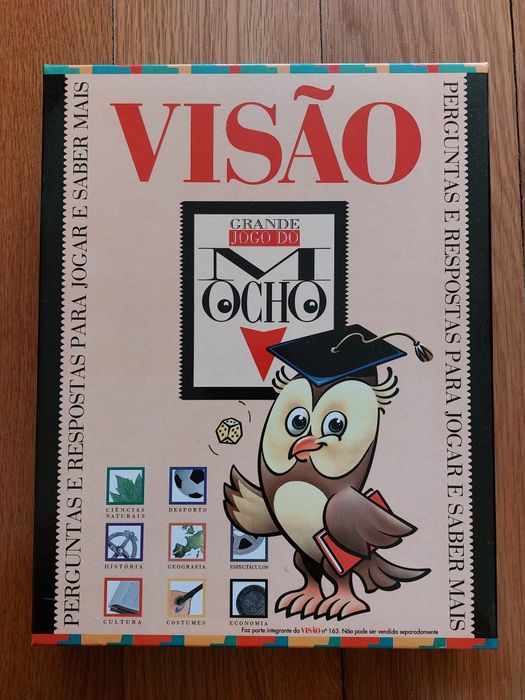 VISÃO
PERGUNTAS E RESPOSTAS PARA JOGAR E SABER MAIS
PERGUNTAS E RESPOSTAS PARA JOGAR E SABER MAIS
GRANDE
JOGO DO
MOCHO
CIÊNCIAS
NATURAIS
DESPORTO
HISTÓRIA
GEOGRAFIA
ESPECTÁCULOS
CULTURA
COSTUMES
ECONOMIA
Faz parte integrante da VISÃO nº 163. Não pode ser vendida separadamente